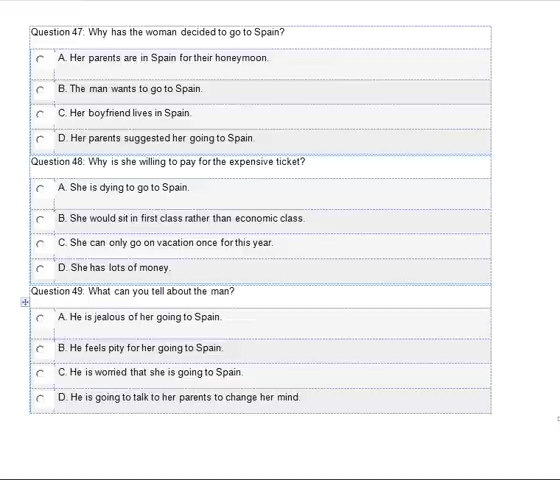 Question 47: Why has the woman decided to go to Spain?
A. Her parents are in Spain for their honeymoon.
B. The man wants to go to Spain.
C. Her boyfriend lives in Spain.
D. Her parents suggested her going to Spain.
Question 48: Why is she willing to pay for the expensive ticket?
A. She is dying to go to Spain.
B. She would sit in first class rather than economic class.
C. She can only go on vacation once for this year.
D. She has lots of money.
Question 49: What can you tell about the man?
A. He is jealous of her going to Spain.
B. He feels pity for her going to Spain.
C. He is worried that she is going to Spain.
D. He is going to talk to her parents to change her mind.